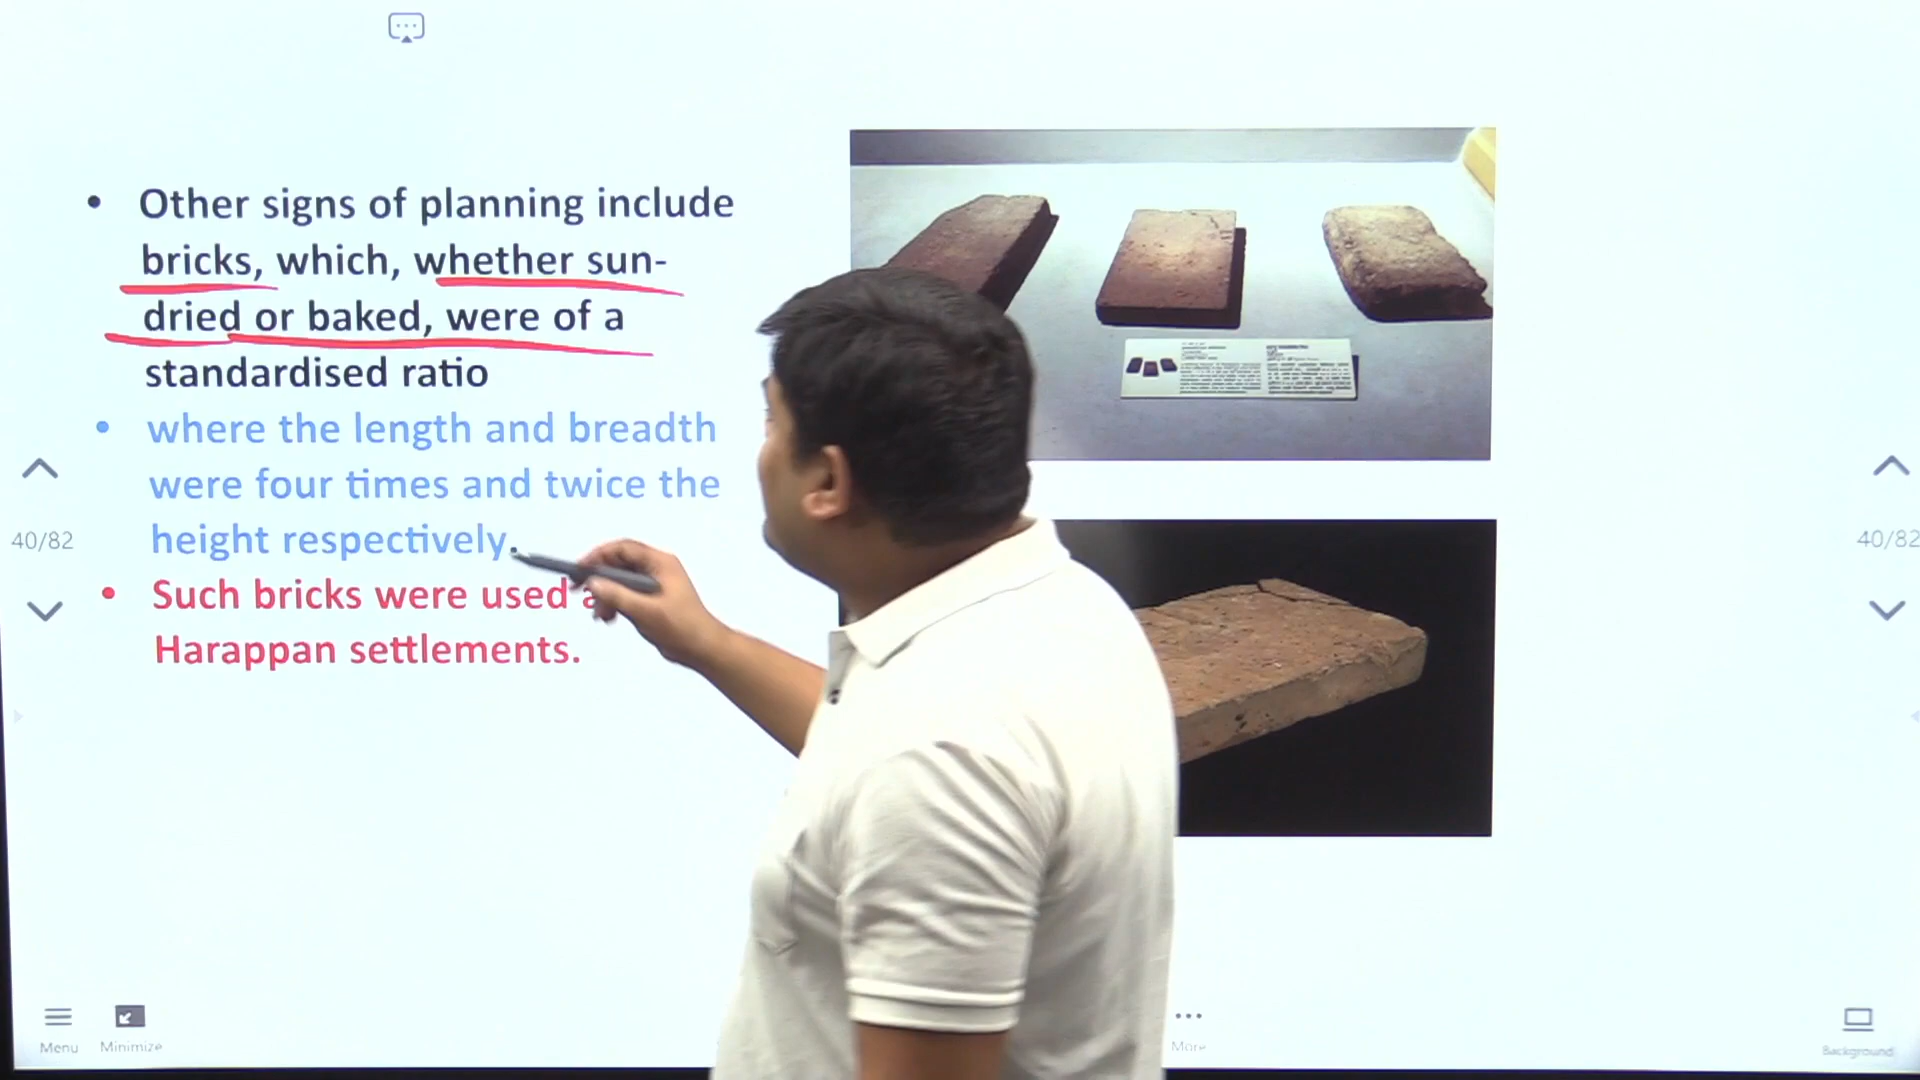 • Other signs of planning include
bricks, which, whether sun-
dried or baked, were of a
standardised ratio
• where the length and breadth
were four times and twice the
height respectively.
• Such bricks were used
Harappan settlements.
40/82
40/82
Menu
Minimize
More
Background